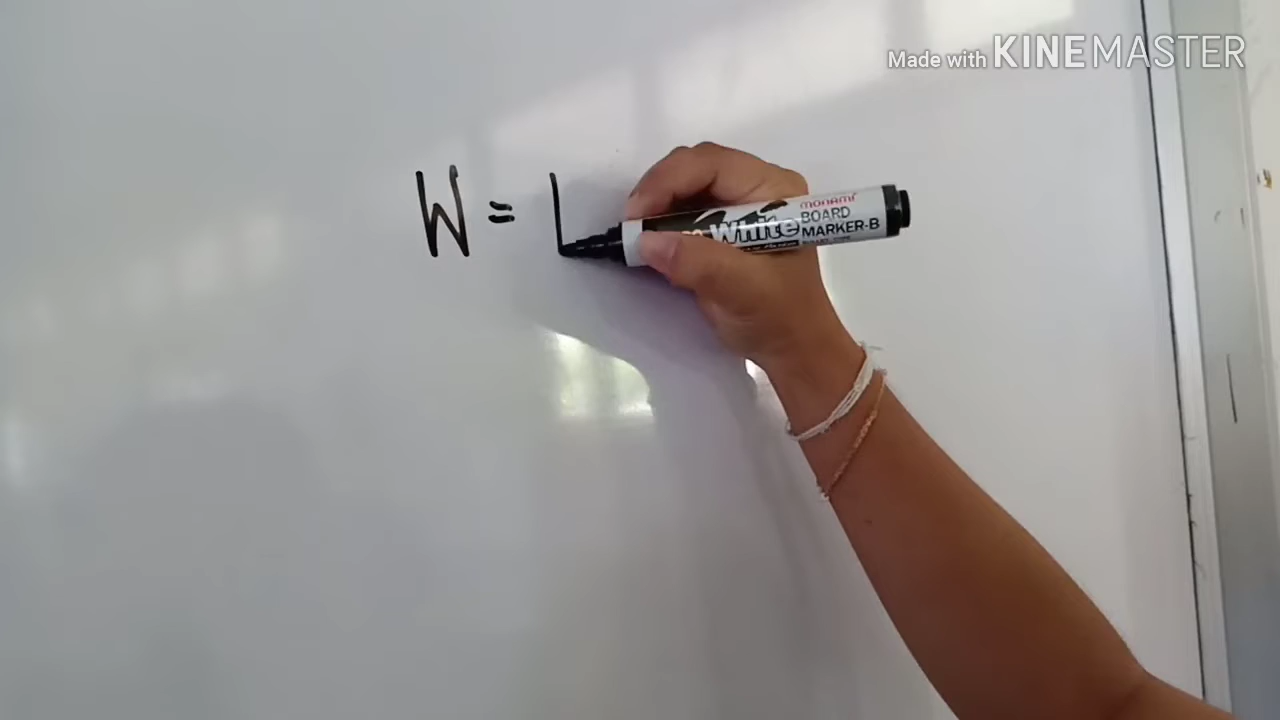 Made with KINEMASTER
W = L
monami
White BOARD
MARKER-B